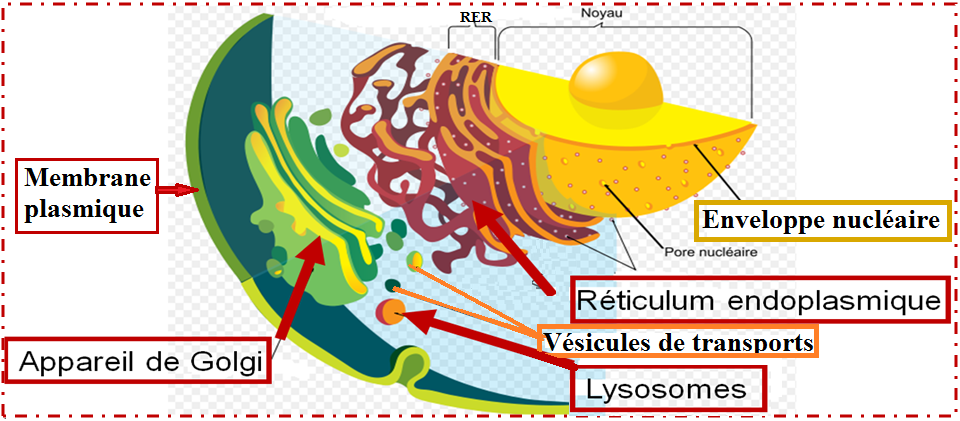 RER
Noyau
Membrane
plasmique
Enveloppe nucléaire
Pore nucléaire
Réticulum endoplasmique
Vésicules de transports
Appareil de Golgi
Lysosomes